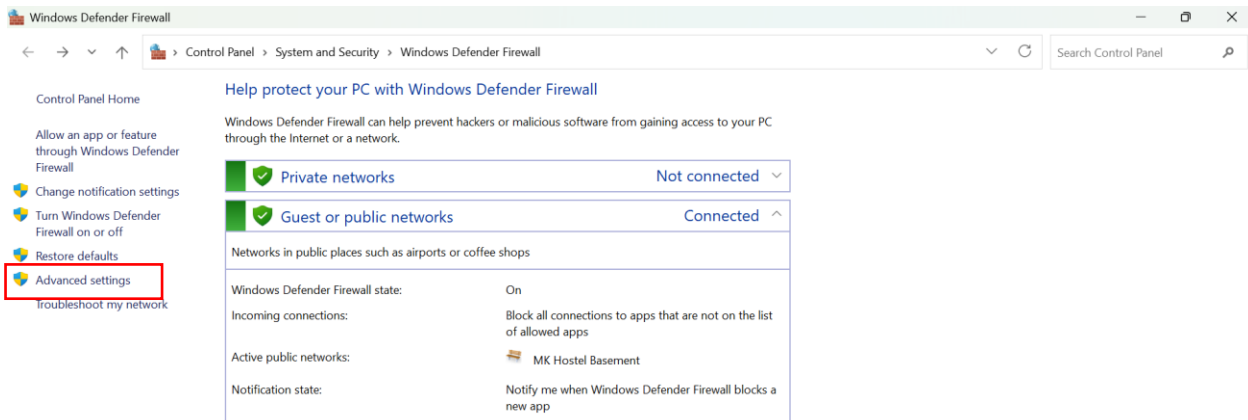 Windows Defender Firewall
Control Panel > System and Security > Windows Defender Firewall
Search Control Panel
Control Panel Home
Allow an app or feature
through Windows Defender
Firewall
Change notification settings
Turn Windows Defender
Firewall on or off
Restore defaults
Advanced settings
Troubleshoot my network
Help protect your PC with Windows Defender Firewall
Windows Defender Firewall can help prevent hackers or malicious software from gaining access to your PC
through the Internet or a network.
Private networks Not connected
Guest or public networks Connected
Networks in public places such as airports or coffee shops
Windows Defender Firewall state: On
Incoming connections: Block all connections to apps that are not on the list
of allowed apps
Active public networks: MK Hostel Basement
Notification state: Notify me when Windows Defender Firewall blocks a
new app